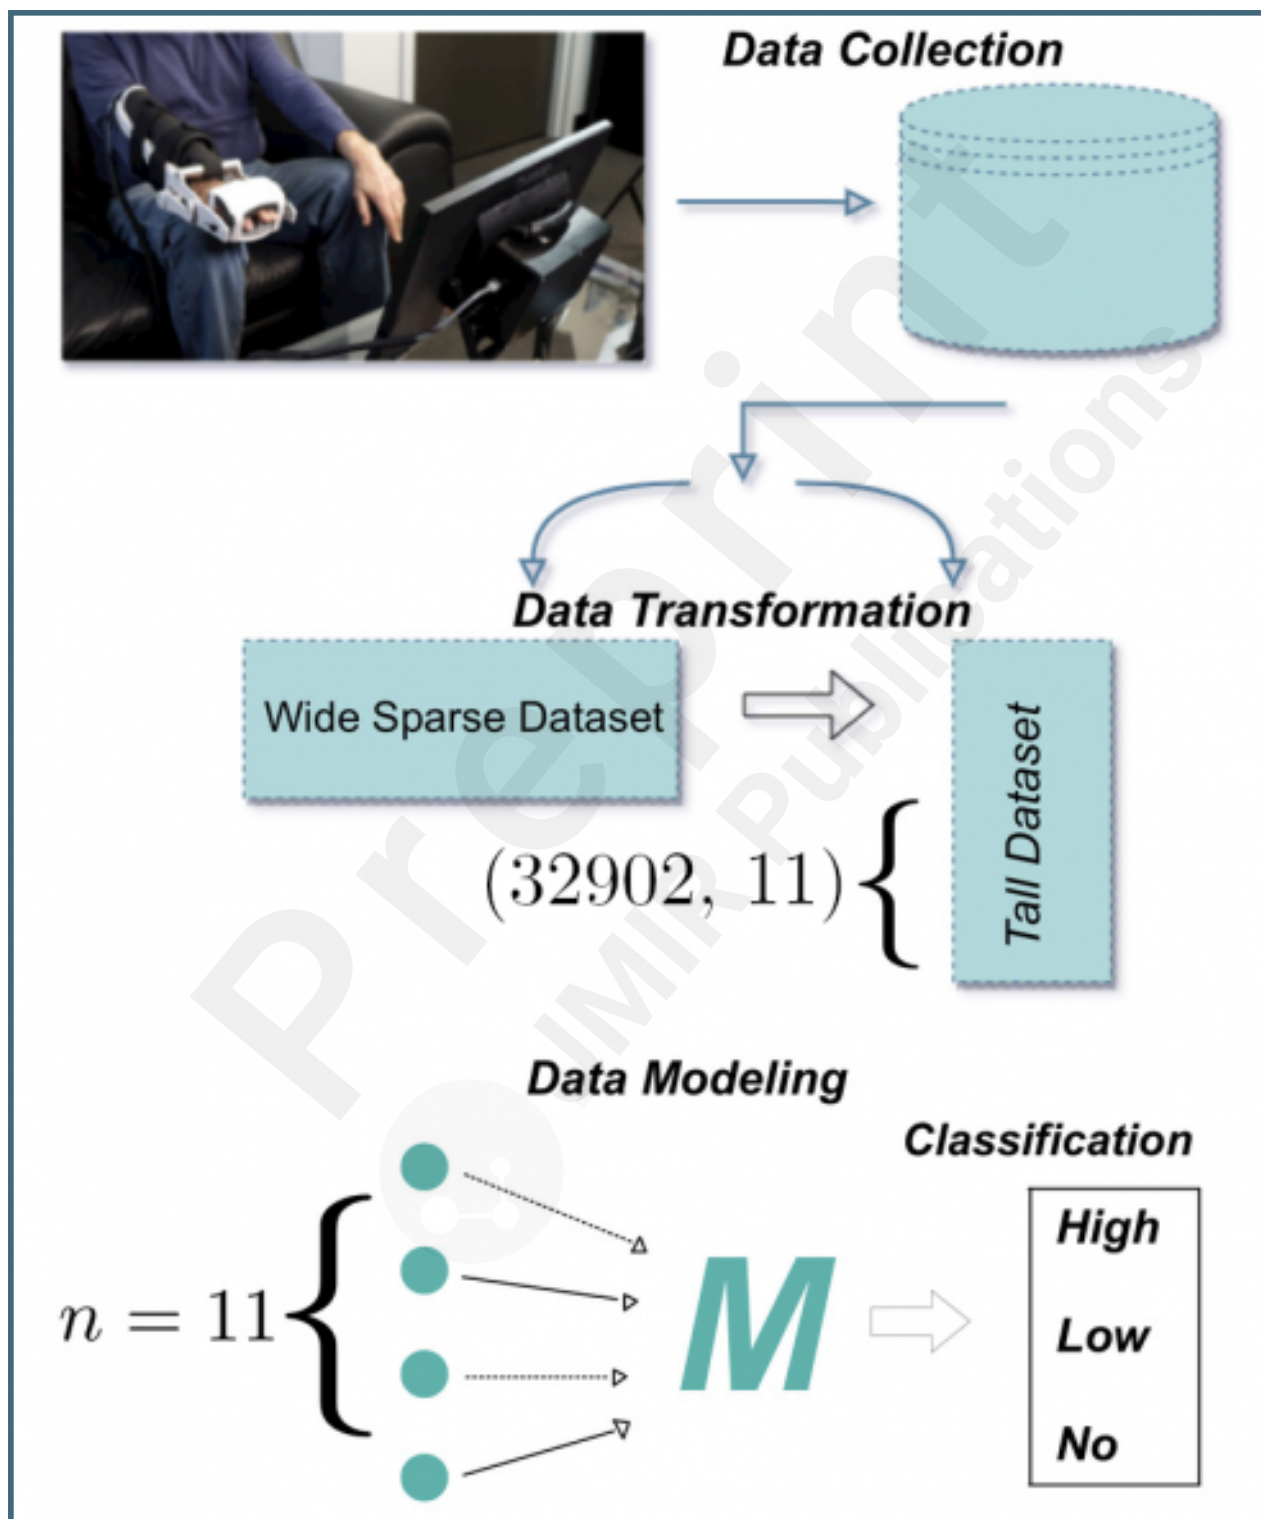 Data Collection
Data Transformation
Wide Sparse Dataset
Tall Dataset
(32902, 11)
Data Modeling
Classification
n = 11
M
High
Low
No
Preprint
JMIR Publications